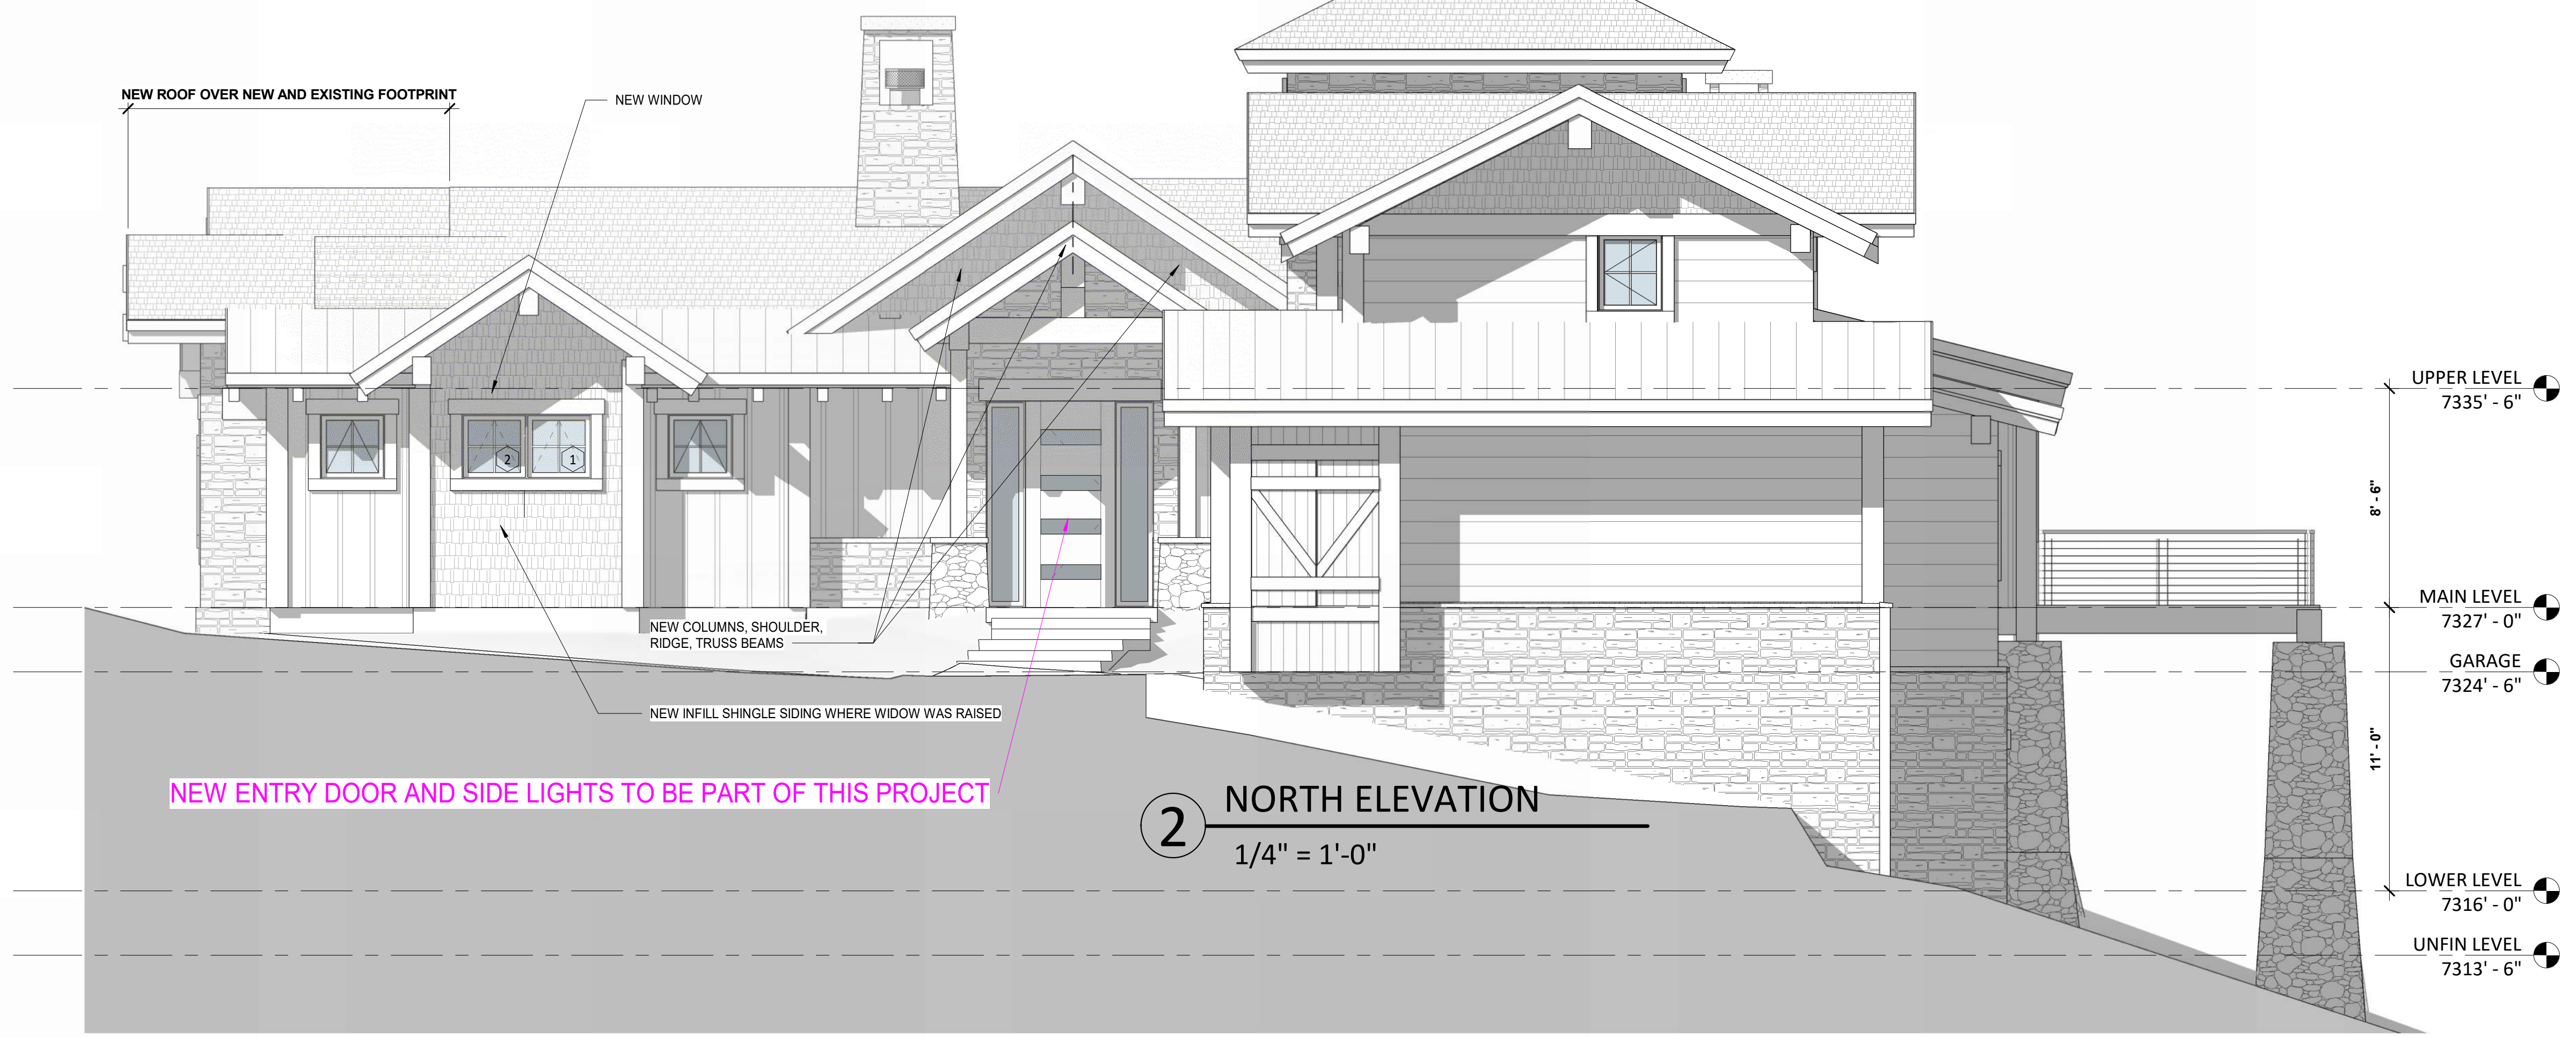 NEW ROOF OVER NEW AND EXISTING FOOTPRINT
NEW WINDOW
UPPER LEVEL
7335' - 6"
2
1
8' - 6"
MAIN LEVEL
7327' - 0"
NEW COLUMNS, SHOULDER,
RIDGE, TRUSS BEAMS
GARAGE
7324' - 6"
NEW INFILL SHINGLE SIDING WHERE WIDOW WAS RAISED
11' - 0"
NEW ENTRY DOOR AND SIDE LIGHTS TO BE PART OF THIS PROJECT
2
NORTH ELEVATION
1/4" = 1'-0"
LOWER LEVEL
7316' - 0"
UNFIN LEVEL
7313' - 6"